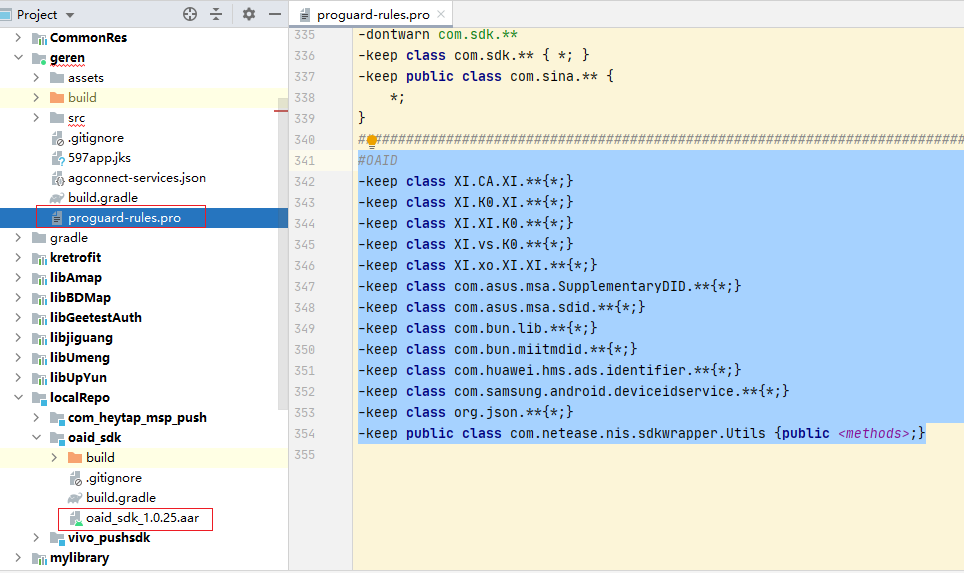 Project
CommonRes
geren
assets
build
src
.gitignore
597app.jks
agconnect-services.json
build.gradle
proguard-rules.pro
gradle
kretrofit
libAmap
libBDMap
libGeetestAuth
libjiguang
libUmeng
libUpYun
localRepo
com_heytap_msp_push
oaid_sdk
build
.gitignore
build.gradle
oaid_sdk_1.0.25.aar
vivo_pushsdk
mylibrary
proguard-rules.pro
335 -dontwarn com.sdk.**
336 -keep class com.sdk.** { *; }
337 -keep public class com.sina.** {
338 *;
339 }
340 ##########################################################################
341 #OAID
342 -keep class XI.CA.XI.**{*;}
343 -keep class XI.K0.XI.**{*;}
344 -keep class XI.XI.K0.**{*;}
345 -keep class XI.vs.K0.**{*;}
346 -keep class XI.xo.XI.XI.**{*;}
347 -keep class com.asus.msa.SupplementaryDID.**{*;}
348 -keep class com.asus.msa.sdid.**{*;}
349 -keep class com.bun.lib.**{*;}
350 -keep class com.bun.miitmdid.**{*;}
351 -keep class com.huawei.hms.ads.identifier.**{*;}
352 -keep class com.samsung.android.deviceidservice.**{*;}
353 -keep class org.json.**{*;}
354 -keep public class com.netease.nis.sdkwrapper.Utils {public <methods>;}
355